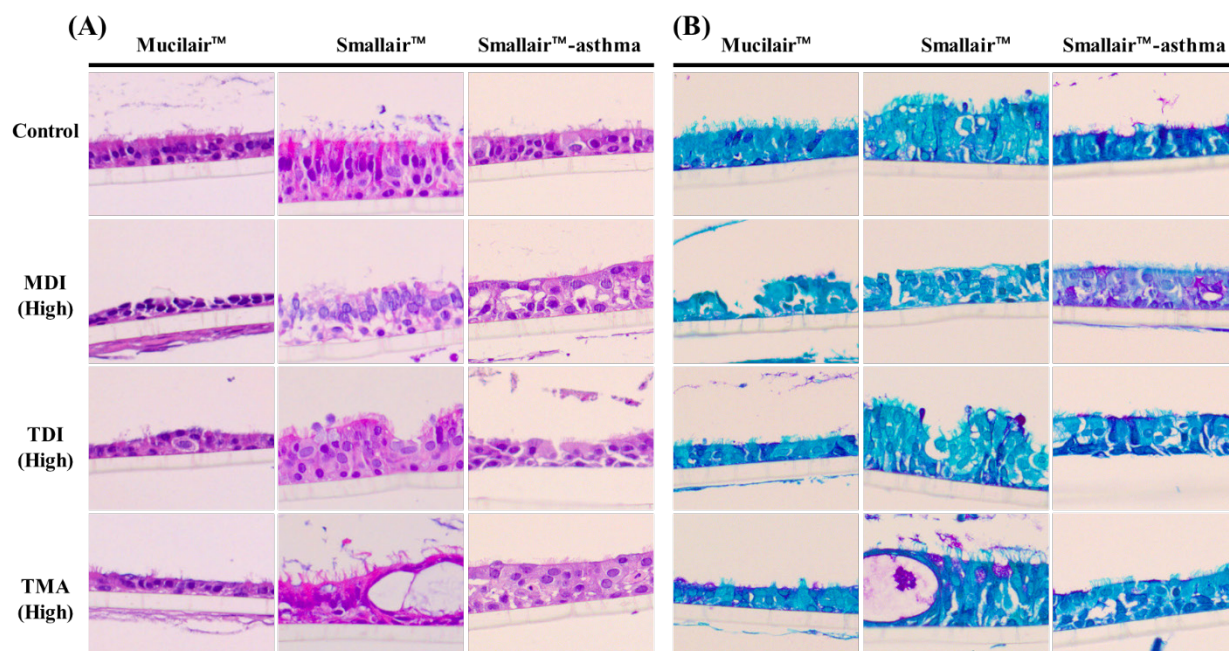 (A)
Mucilair™ Smallair™ Smallair™-asthma
(B)
Mucilair™ Smallair™ Smallair™-asthma
Control
MDI
(High)
TDI
(High)
TMA
(High)